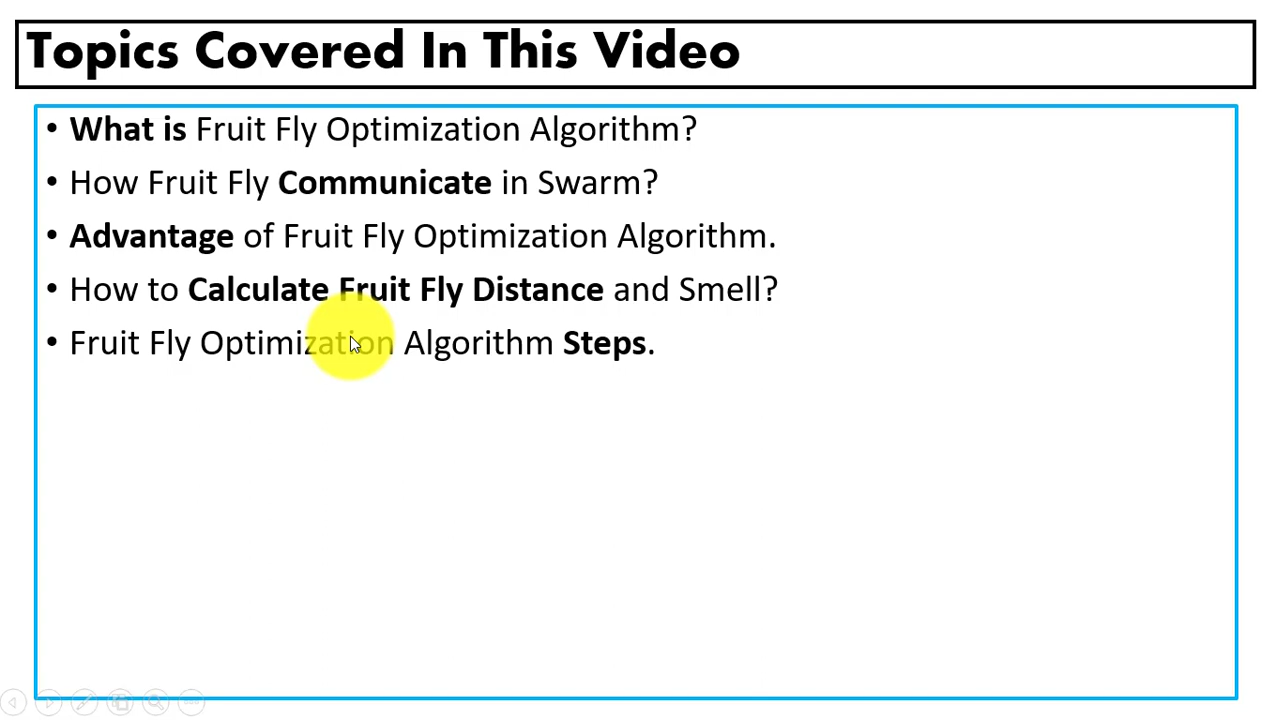 Topics Covered In This Video
• What is Fruit Fly Optimization Algorithm?
• How Fruit Fly Communicate in Swarm?
• Advantage of Fruit Fly Optimization Algorithm.
• How to Calculate Fruit Fly Distance and Smell?
• Fruit Fly Optimization Algorithm Steps.